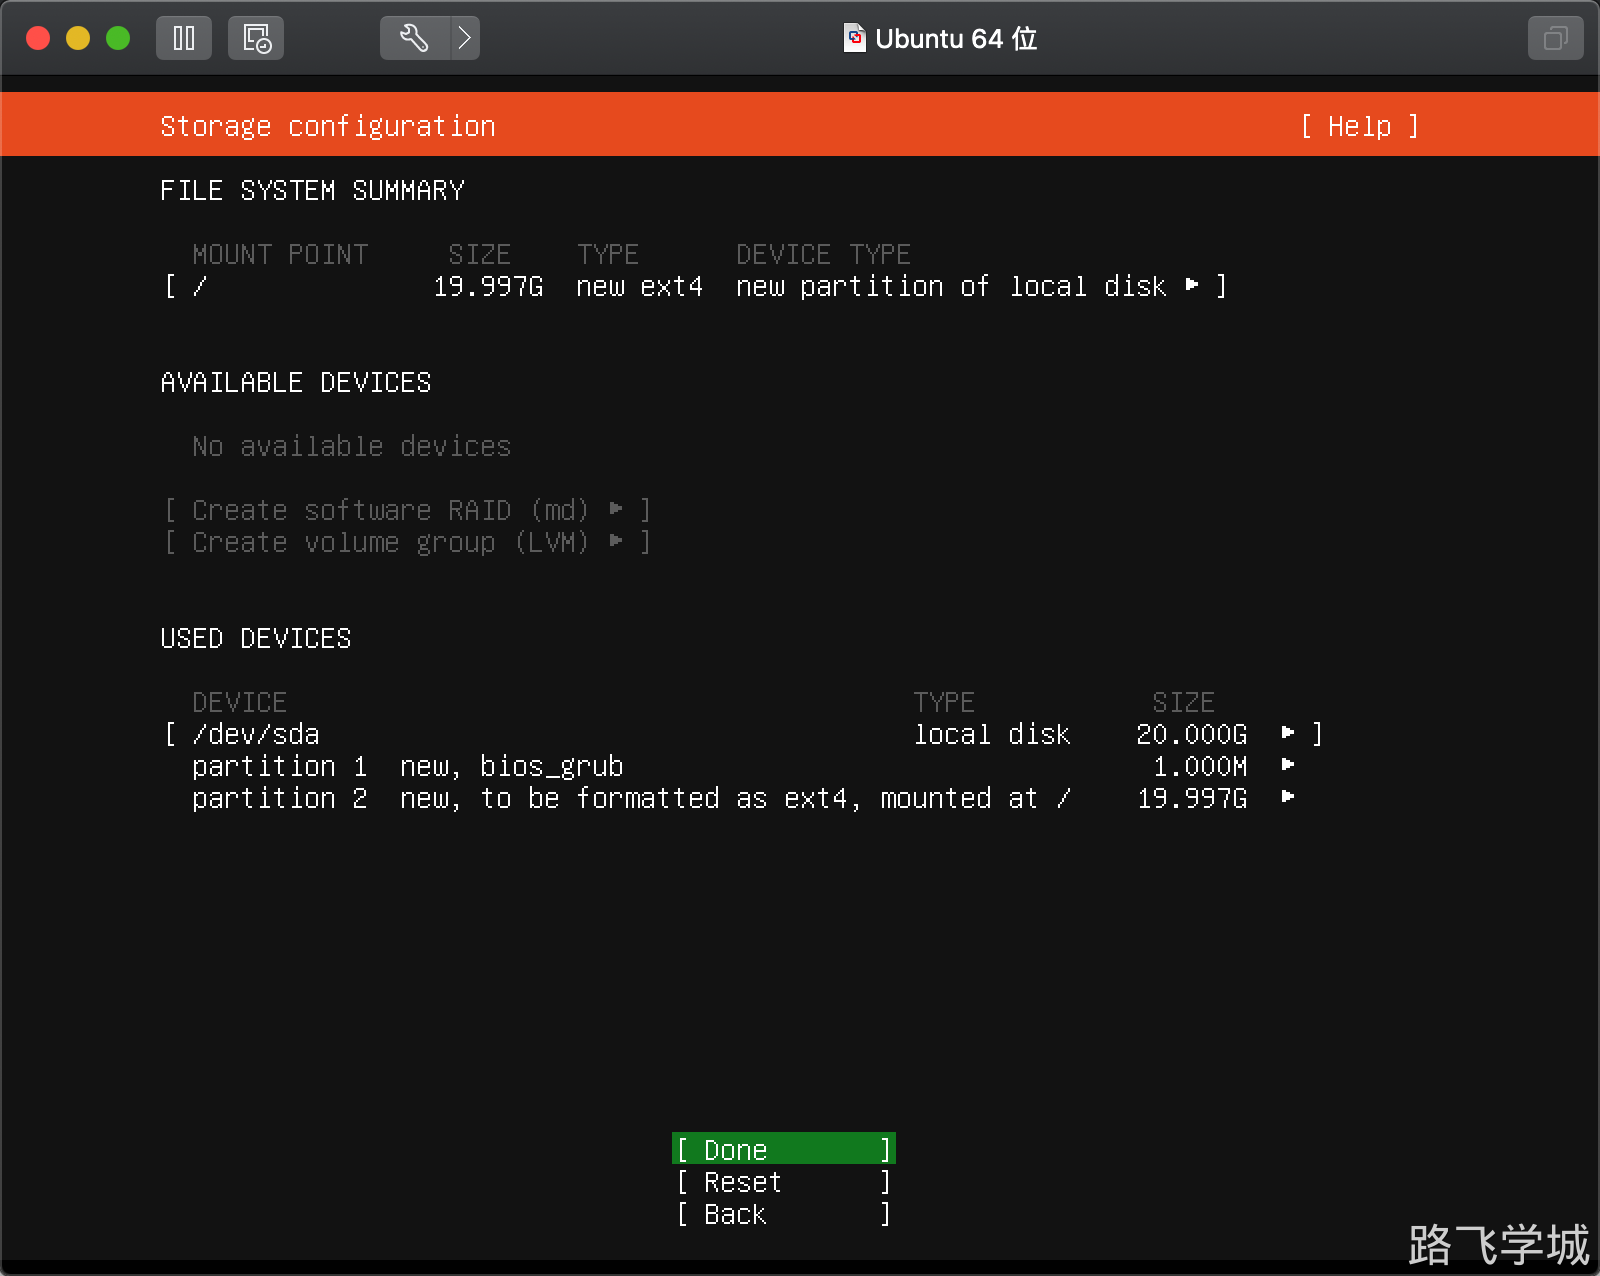 Ubuntu 64 位
Storage configuration [ Help ]
FILE SYSTEM SUMMARY
MOUNT POINT SIZE TYPE DEVICE TYPE
[ / 19.997G new ext4 new partition of local disk ▸ ]
AVAILABLE DEVICES
No available devices
[ Create software RAID (md) ▸ ]
[ Create volume group (LVM) ▸ ]
USED DEVICES
DEVICE TYPE SIZE
[ /dev/sda local disk 20.000G ▸ ]
partition 1 new, bios_grub 1.000M ▸
partition 2 new, to be formatted as ext4, mounted at / 19.997G ▸
[ Done ]
[ Reset ]
[ Back ]
路飞学城